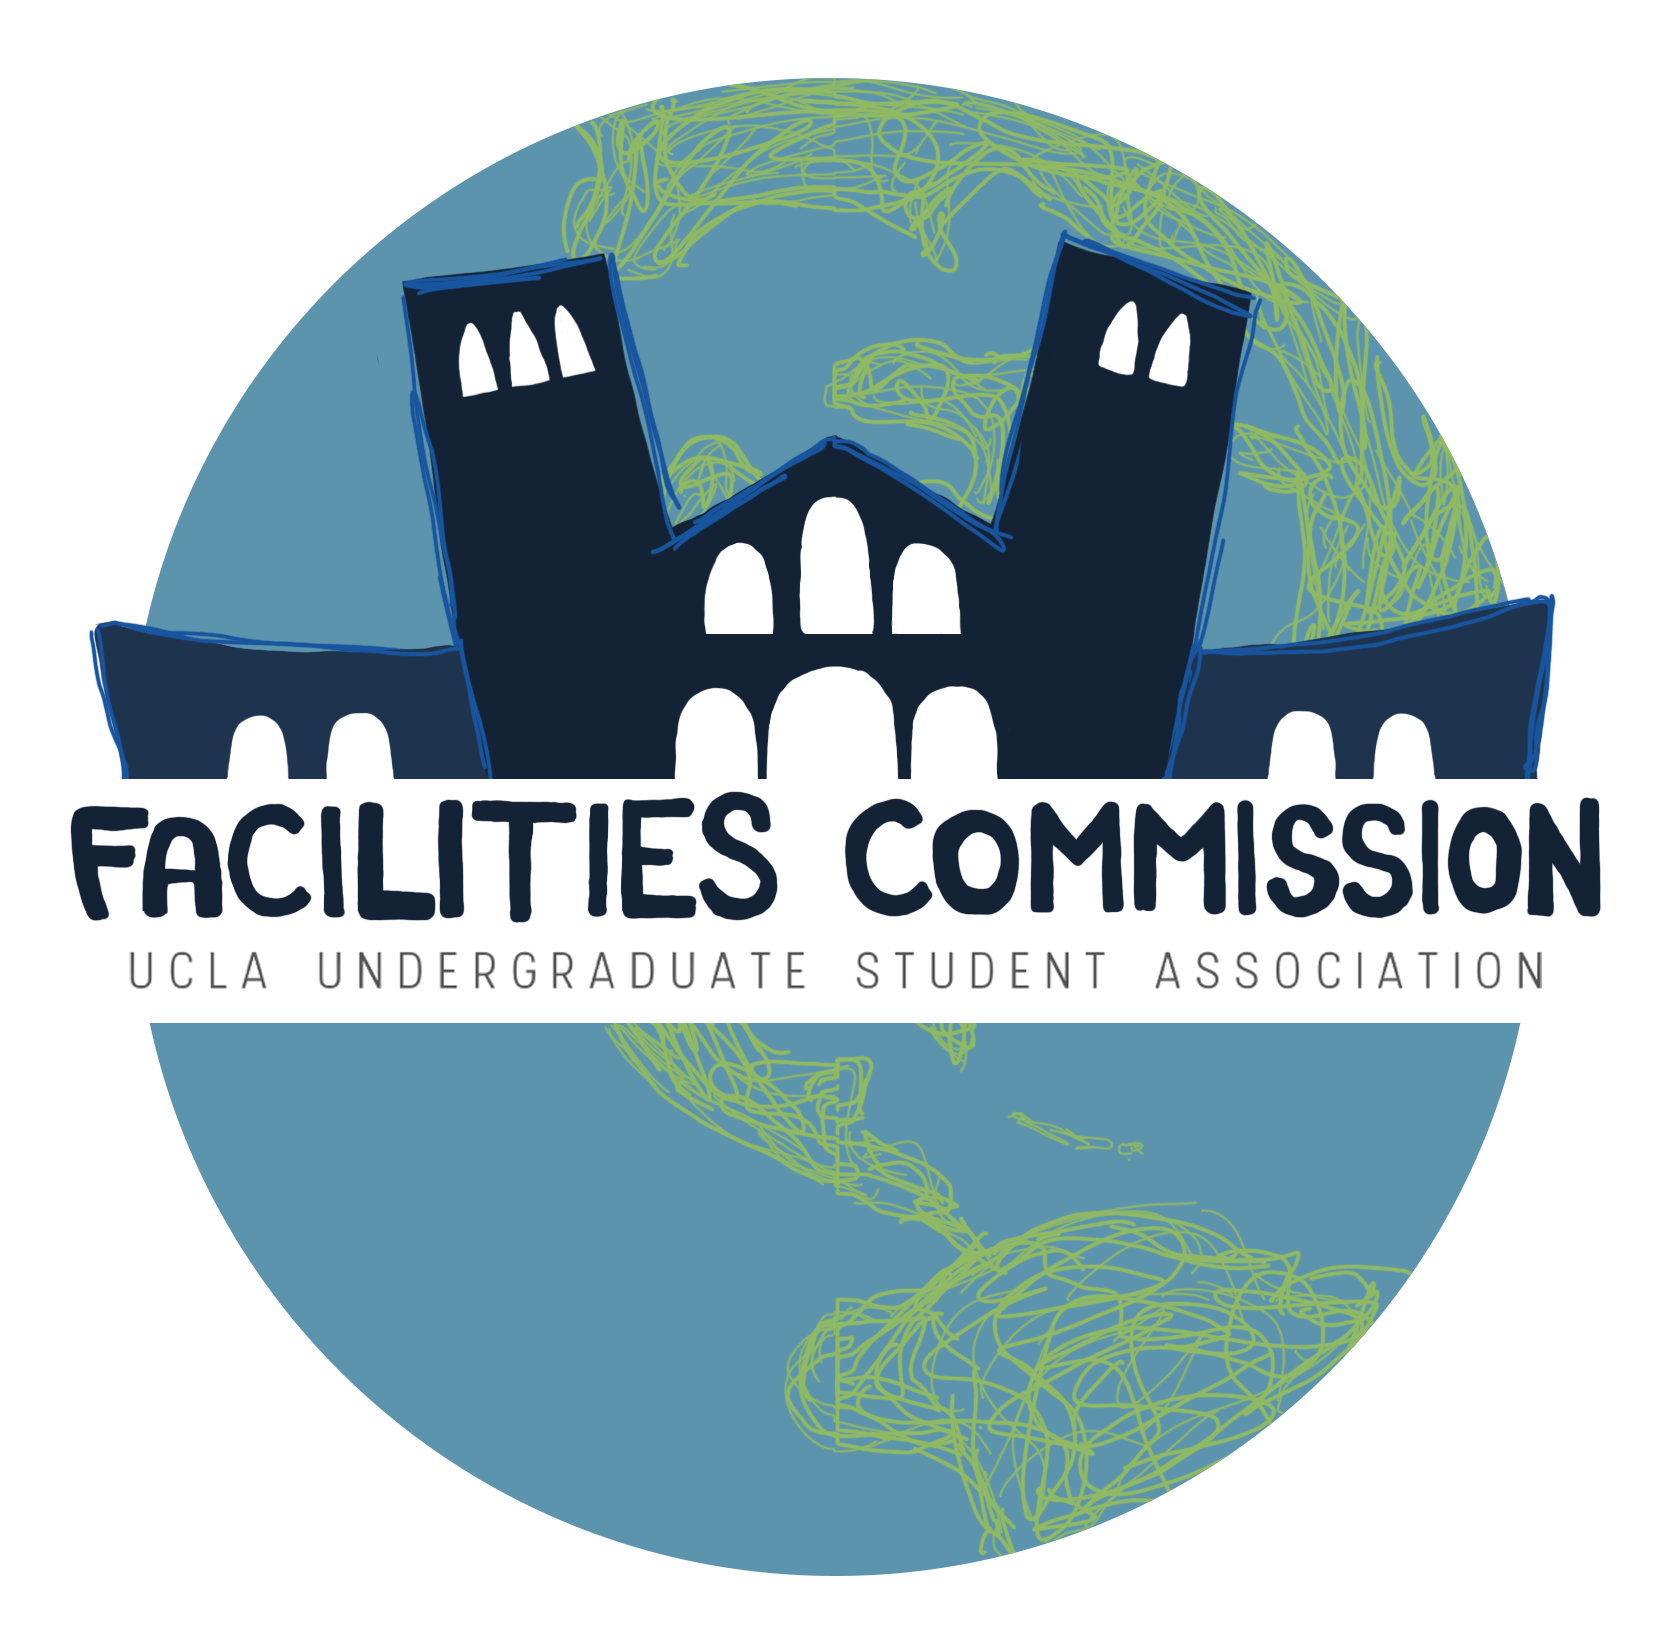 FACILITIES COMMISSION
UCLA UNDERGRADUATE STUDENT ASSOCIATION